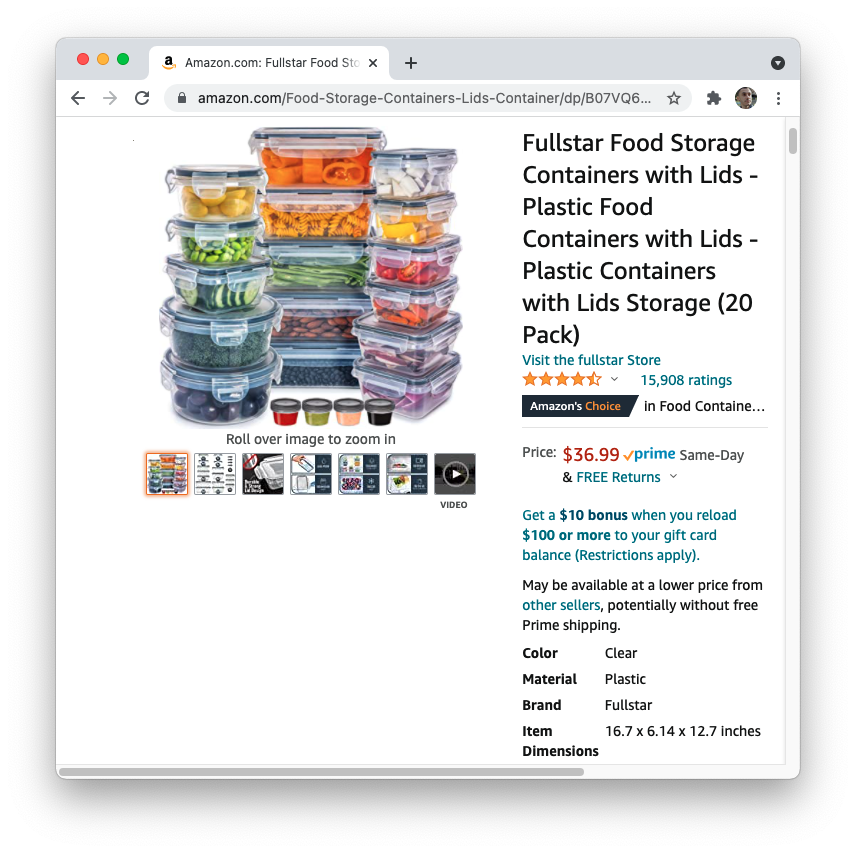 Amazon.com: Fullstar Food Sto
amazon.com/Food-Storage-Containers-Lids-Container/dp/B07VQ6...
Fullstar Food Storage
Containers with Lids -
Plastic Food
Containers with Lids -
Plastic Containers
with Lids Storage (20
Pack)
Visit the fullstar Store
15,908 ratings
Amazon's Choice in Food Containe...
Price: $36.99 prime Same-Day
& FREE Returns
Get a $10 bonus when you reload
$100 or more to your gift card
balance (Restrictions apply).
May be available at a lower price from
other sellers, potentially without free
Prime shipping.
Color Clear
Material Plastic
Brand Fullstar
Item 16.7 x 6.14 x 12.7 inches
Dimensions
Roll over image to zoom in
Durable
& Strong
Lid Design
VIDEO